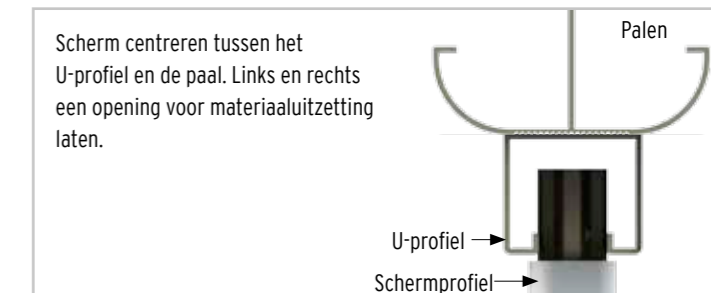 Scherm centreren tussen het
U-profiel en de paal. Links en rechts
een opening voor materiaaluitzetting
laten.
Palen
U-profiel
Schermprofiel